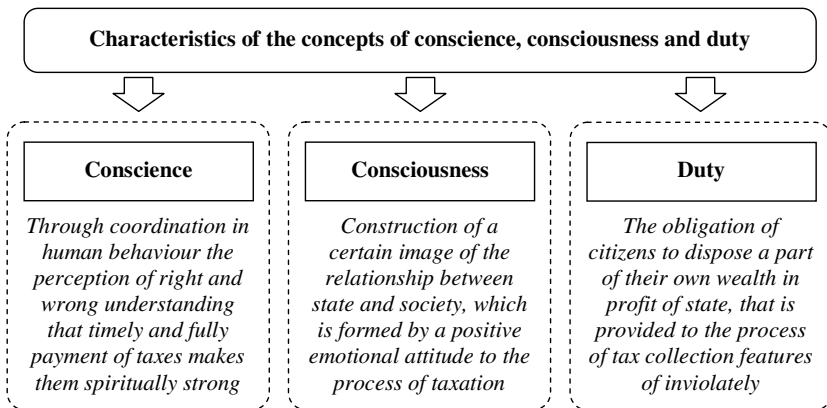 Characteristics of the concepts of conscience, consciousness and duty
Conscience
Through coordination in
human behaviour the
perception of right and
wrong understanding
that timely and fully
payment of taxes makes
them spiritually strong
Consciousness
Construction of a
certain image of the
relationship between
state and society, which
is formed by a positive
emotional attitude to the
process of taxation
Duty
The obligation of
citizens to dispose a part
of their own wealth in
profit of state, that is
provided to the process
of tax collection features
of inviolately